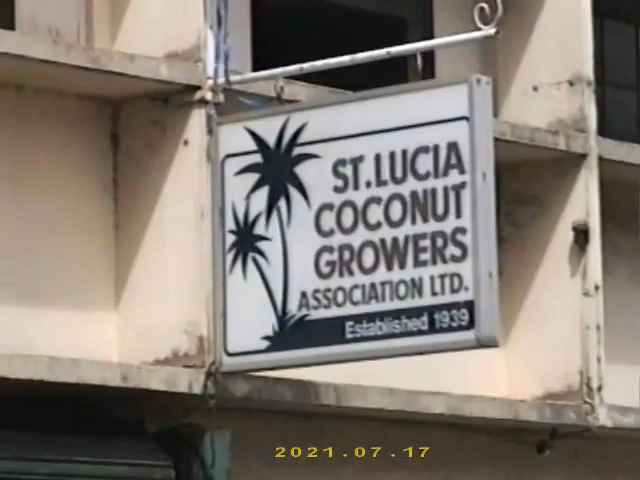 ST.LUCIA
COCONUT
GROWERS
ASSOCIATION LTD.
Established 1939
2021.07.17